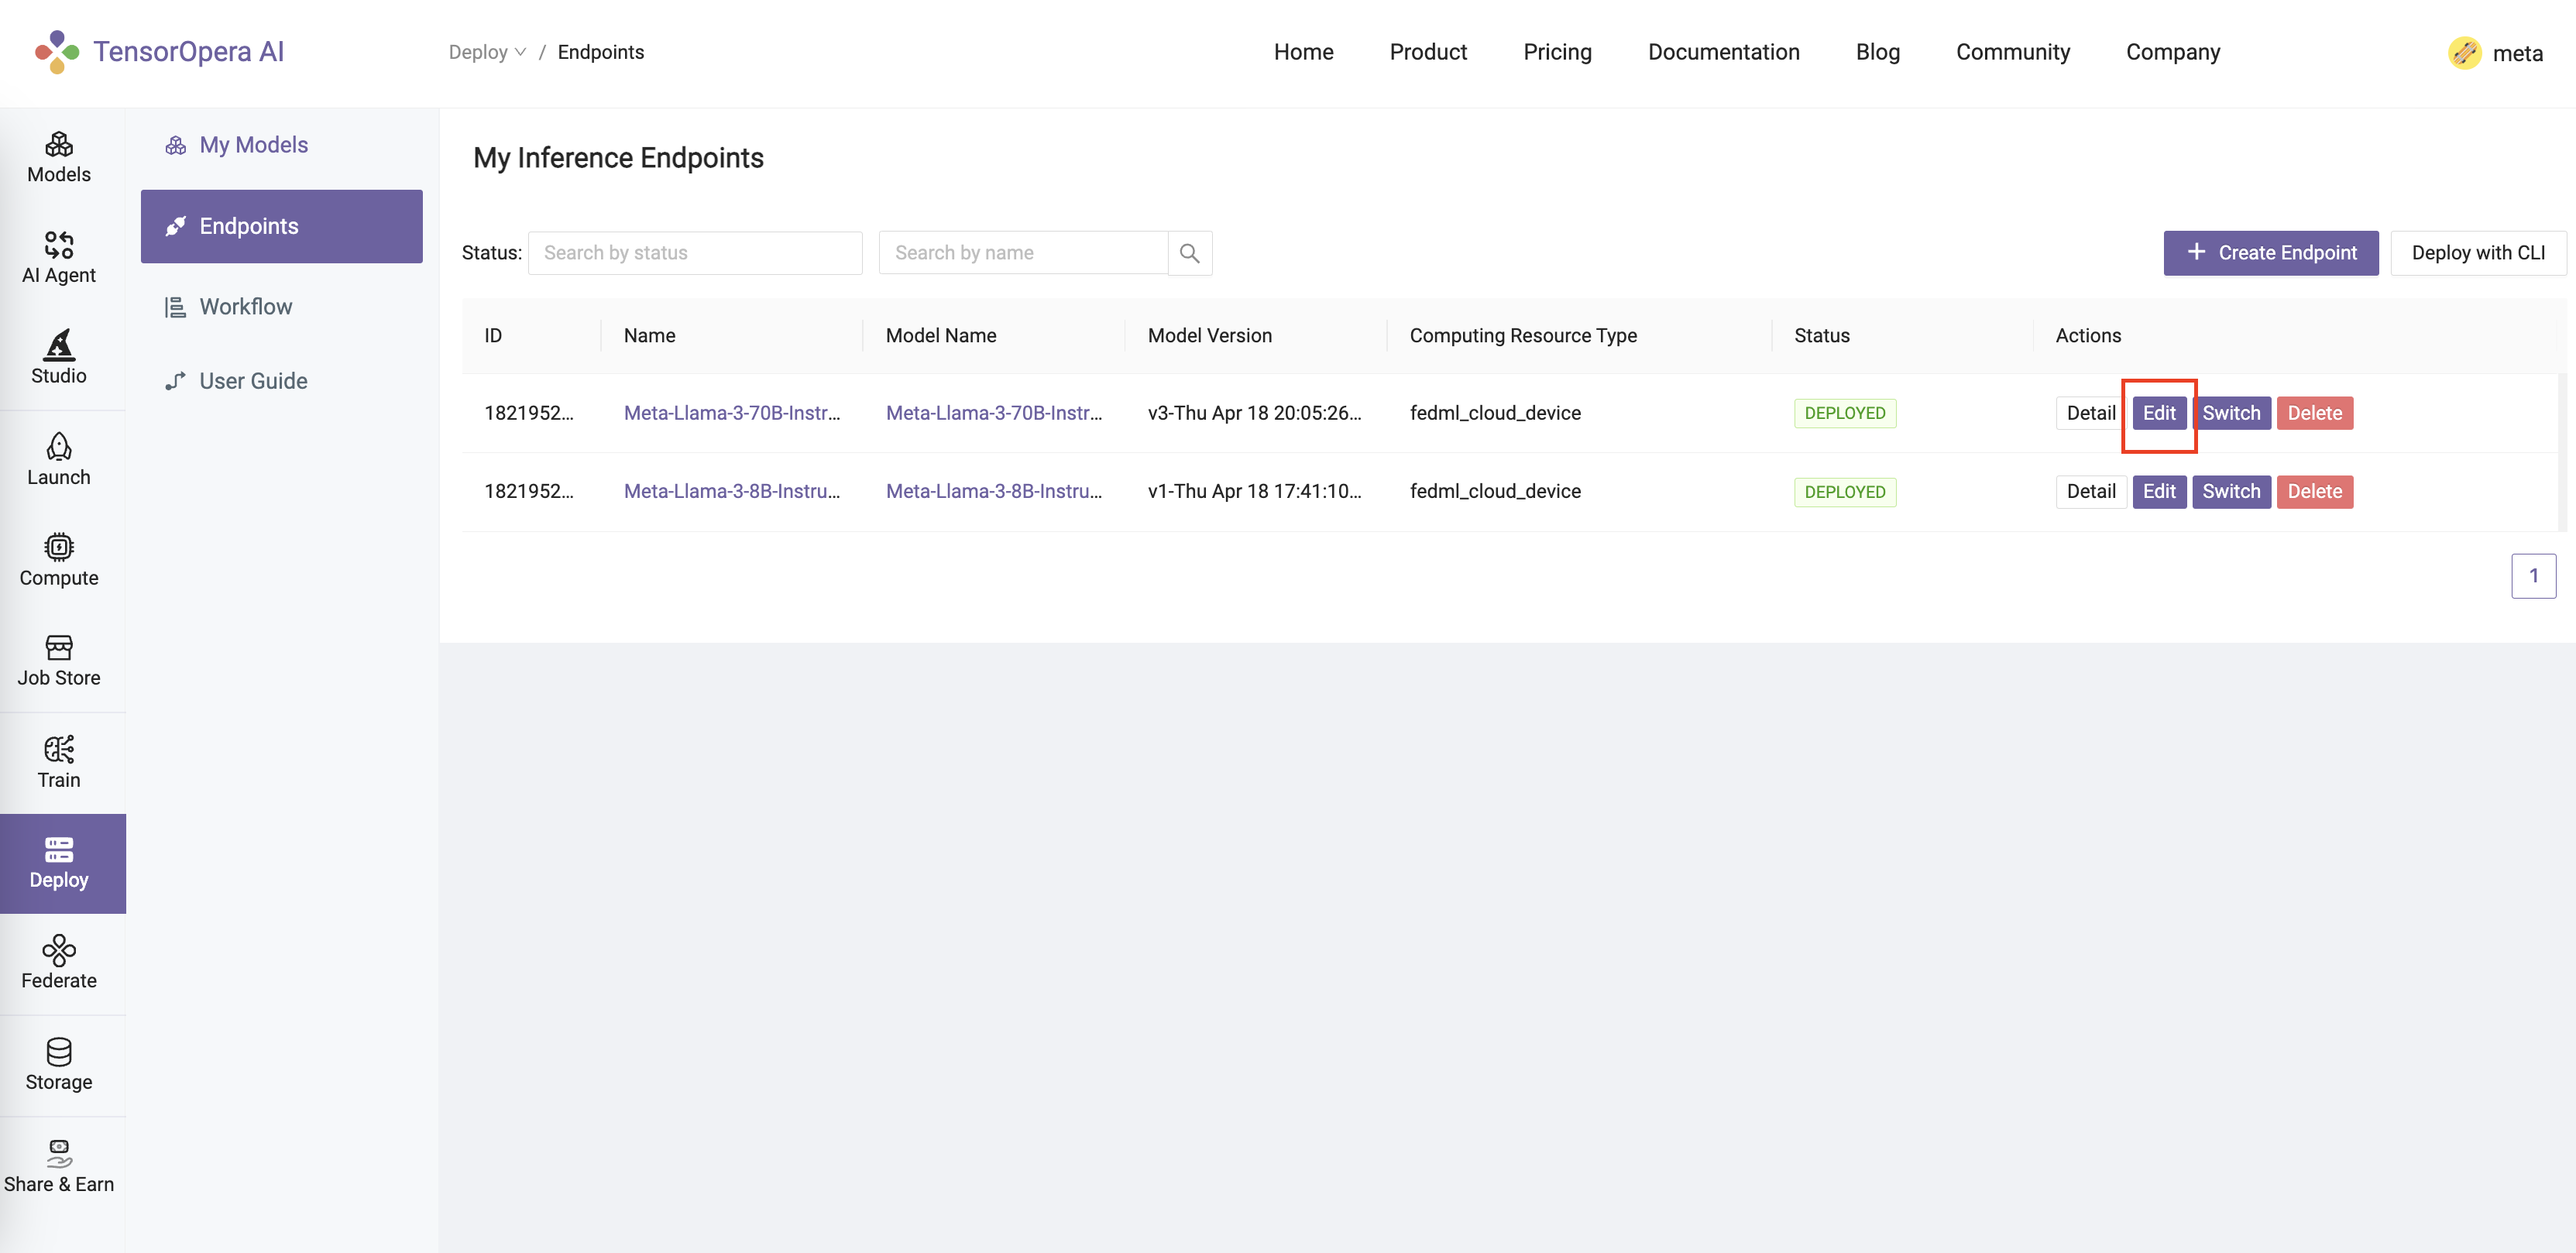 TensorOpera AI
Deploy / Endpoints
Home Product Pricing Documentation Blog Community Company
meta
Models
AI Agent
Studio
Launch
Compute
Job Store
Train
Deploy
Federate
Storage
Share & Earn
My Models
Endpoints
Workflow
User Guide
My Inference Endpoints
Status: Search by status Search by name + Create Endpoint Deploy with CLI
ID Name Model Name Model Version Computing Resource Type Status Actions
1821952... Meta-Llama-3-70B-Instr... Meta-Llama-3-70B-Instr... v3-Thu Apr 18 20:05:26... fedml_cloud_device DEPLOYED Detail Edit Switch Delete
1821952... Meta-Llama-3-8B-Instru... Meta-Llama-3-8B-Instru... v1-Thu Apr 18 17:41:10... fedml_cloud_device DEPLOYED Detail Edit Switch Delete
1